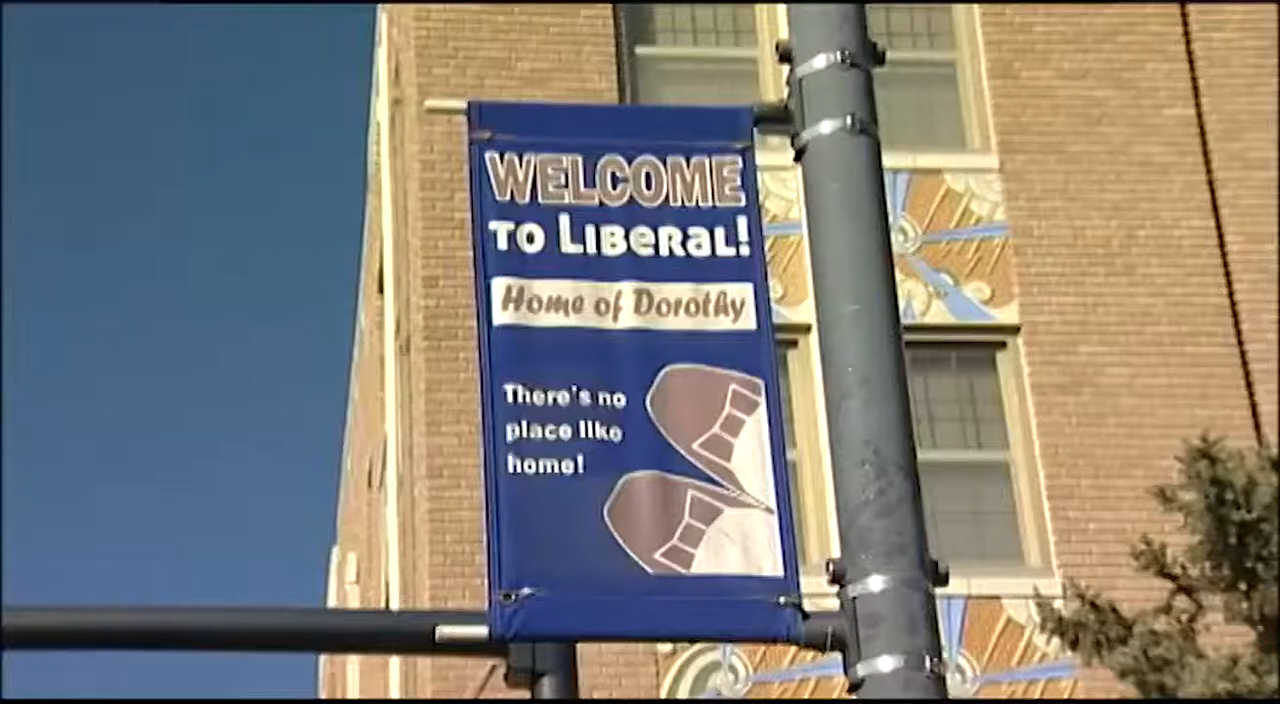 WELCOME
TO LIBERAL!
Home of Dorothy
There's no
place like
home!